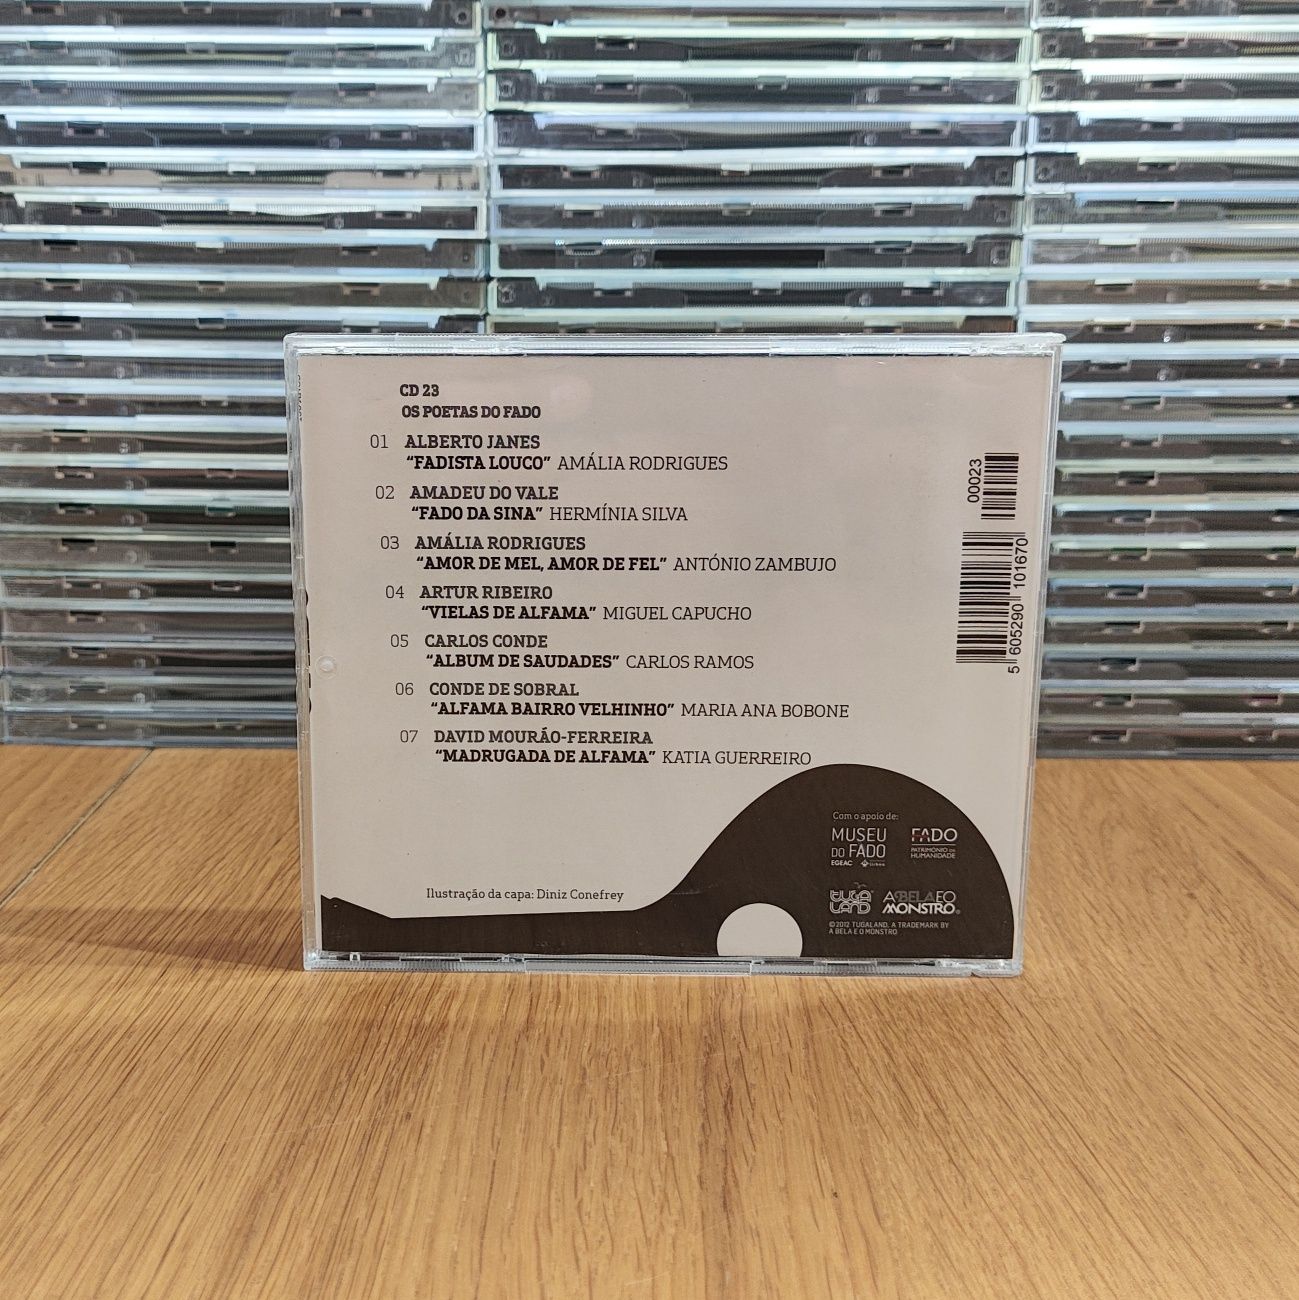 CD 23
OS POETAS DO FADO
01 ALBERTO JANES
“FADISTA LOUCO” AMÁLIA RODRIGUES
02 AMADEU DO VALE
“FADO DA SINA” HERMÍNIA SILVA
03 AMÁLIA RODRIGUES
“AMOR DE MEL, AMOR DE FEL” ANTÓNIO ZAMBUJO
04 ARTUR RIBEIRO
“VIELAS DE ALFAMA” MIGUEL CAPUCHO
05 CARLOS CONDE
“ALBUM DE SAUDADES” CARLOS RAMOS
06 CONDE DE SOBRAL
“ALFAMA BAIRRO VELHINHO” MARIA ANA BOBONE
07 DAVID MOURÃO-FERREIRA
“MADRUGADA DE ALFAMA” KATIA GUERREIRO
00023
5 605290 101670
Ilustração da capa: Diniz Conefrey
Com o apoio de:
MUSEU
DO FADO
EGEAC
FADO
PATRIMÓNIO DA
HUMANIDADE
TUGA
LAND
A BELA E O
MONSTRO®
©2012 TUGALAND, A TRADEMARK BY
A BELA E O MONSTRO